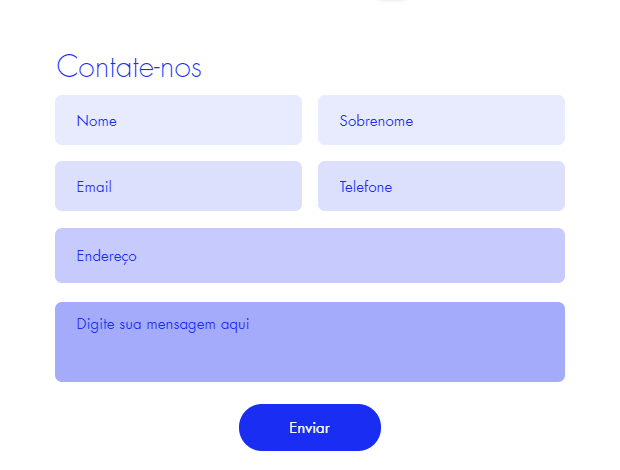 Contate-nos
Nome
Sobrenome
Email
Telefone
Endereço
Digite sua mensagem aqui
Enviar